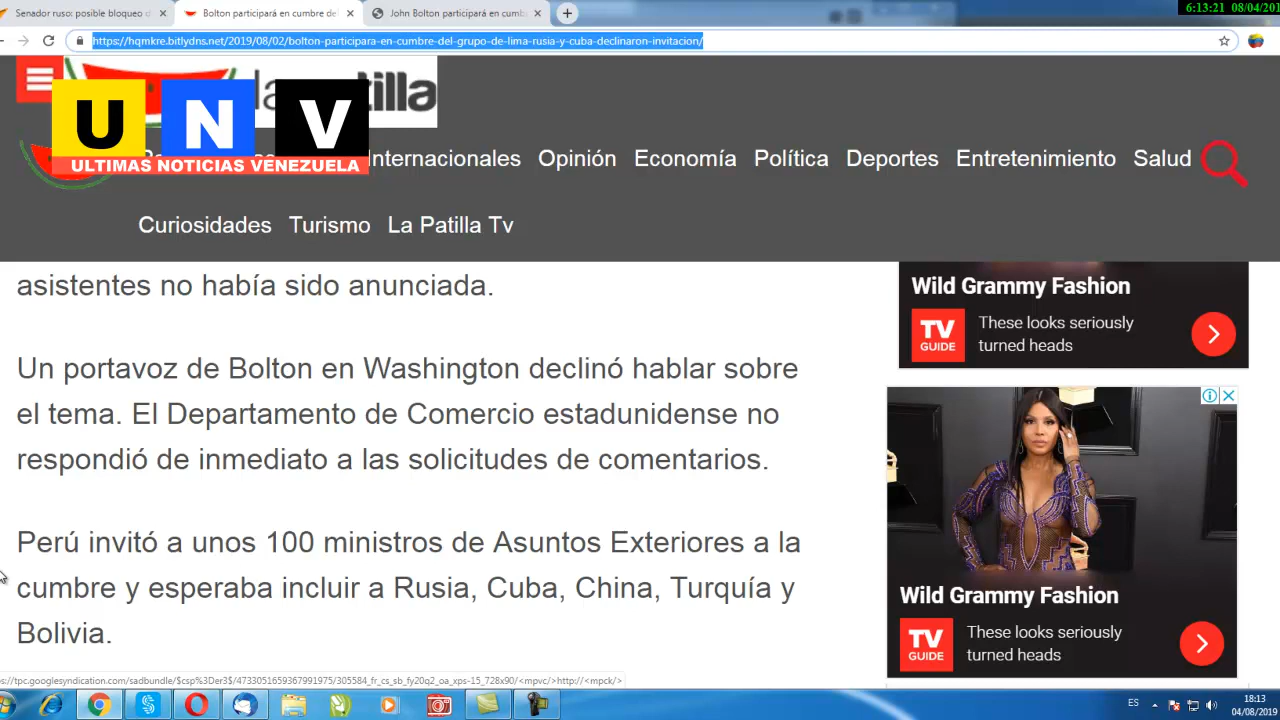 6:13:21 08/04/201
Senador ruso: posible bloqueo d
Bolton participará en cumbre del
John Bolton participará en cumb
https://hqmkre.bitlydns.net/2019/08/02/bolton-participara-en-cumbre-del-grupo-de-lima-rusia-y-cuba-declinaron-invitacion/
U N V
ULTIMAS NOTICIAS VENEZUELA
Internacionales Opinión Economía Política Deportes Entretenimiento Salud
Curiosidades Turismo La Patilla Tv
asistentes no había sido anunciada.
Un portavoz de Bolton en Washington declinó hablar sobre
el tema. El Departamento de Comercio estadunidense no
respondió de inmediato a las solicitudes de comentarios.
Perú invitó a unos 100 ministros de Asuntos Exteriores a la
cumbre y esperaba incluir a Rusia, Cuba, China, Turquía y
Bolivia.
Wild Grammy Fashion
TV GUIDE
These looks seriously
turned heads
Wild Grammy Fashion
TV GUIDE
These looks seriously
turned heads
ES
18:13
04/08/2019